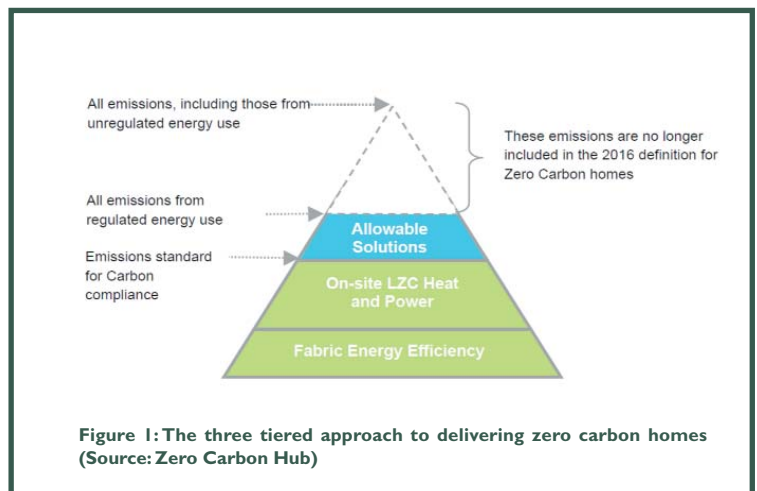 All emissions, including those from
unregulated energy use
These emissions are no longer
included in the 2016 definition for
Zero Carbon homes
All emissions from
regulated energy use
Allowable
Solutions
Emissions standard
for Carbon
compliance
On-site LZC Heat
and Power
Fabric Energy Efficiency
Figure 1: The three tiered approach to delivering zero carbon homes
(Source: Zero Carbon Hub)